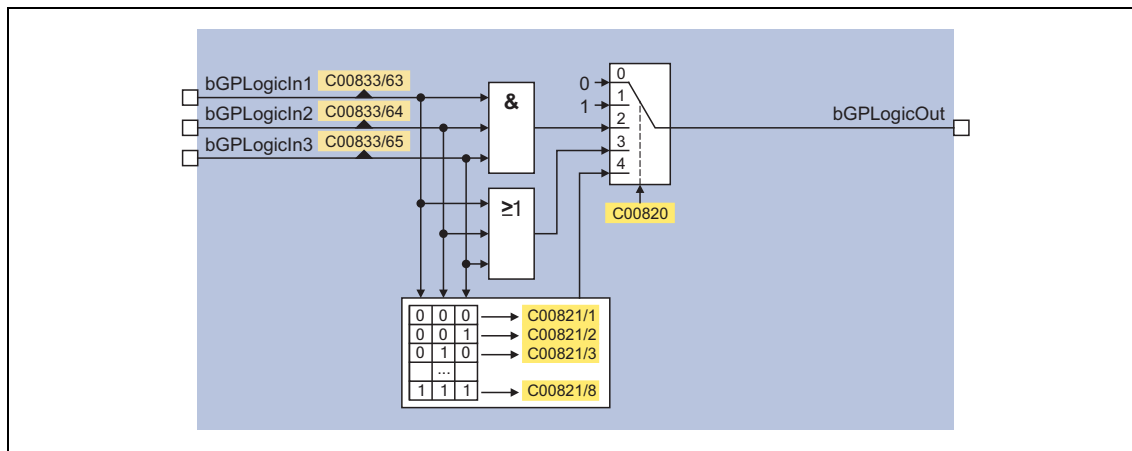 bGPLogicIn1 C00833/63
bGPLogicIn2 C00833/64
bGPLogicIn3 C00833/65
&
≥1
0 0
1 1
2
3
4
C00820
bGPLogicOut
0 0 0 C00821/1
0 0 1 C00821/2
0 1 0 C00821/3
...
1 1 1 C00821/8